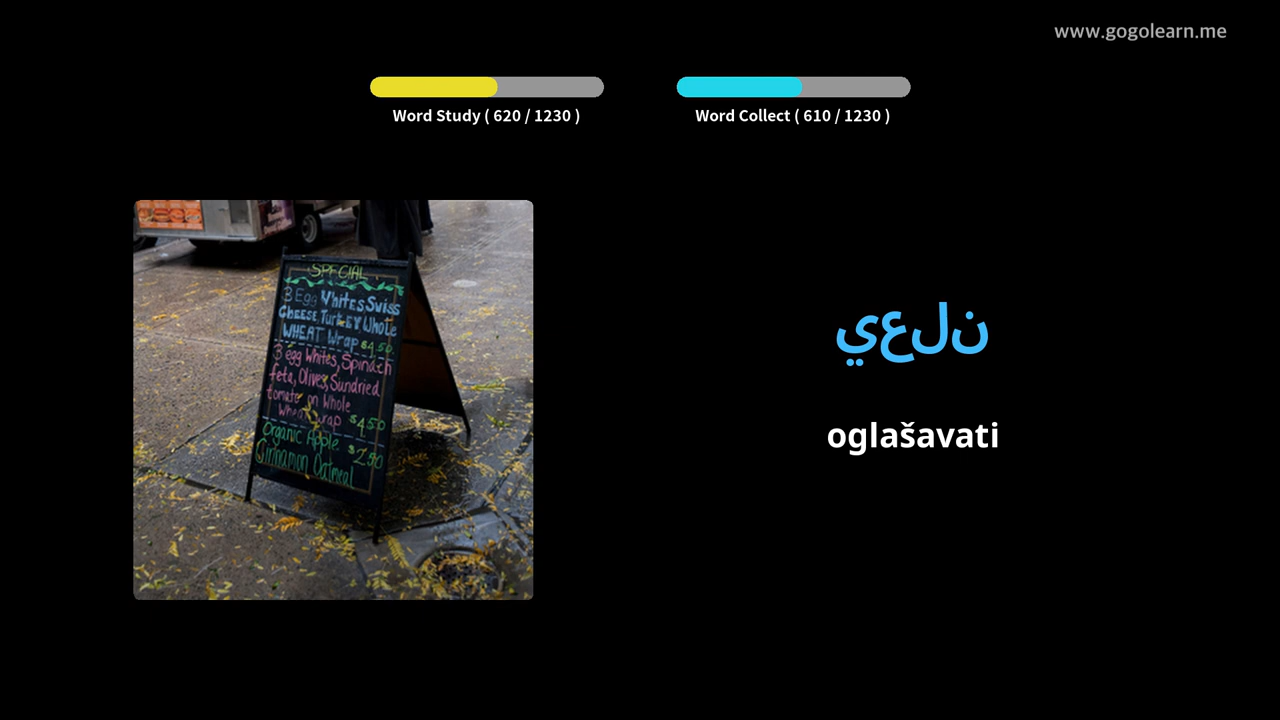 www.gogolearn.me
Word Study ( 620 / 1230 )
Word Collect ( 610 / 1230 )
SPECIAL
3 Egg Whites, Swiss
Cheese, Turkey Whole
WHEAT Wrap $4.50
3 egg Whites, Spinach
feta, Olives, Sundried
tomato on Whole
Wheat Wrap $4.50
Organic Apple
Cinnamon Oatmeal $2.50
ن ل ع ي
oglašavati